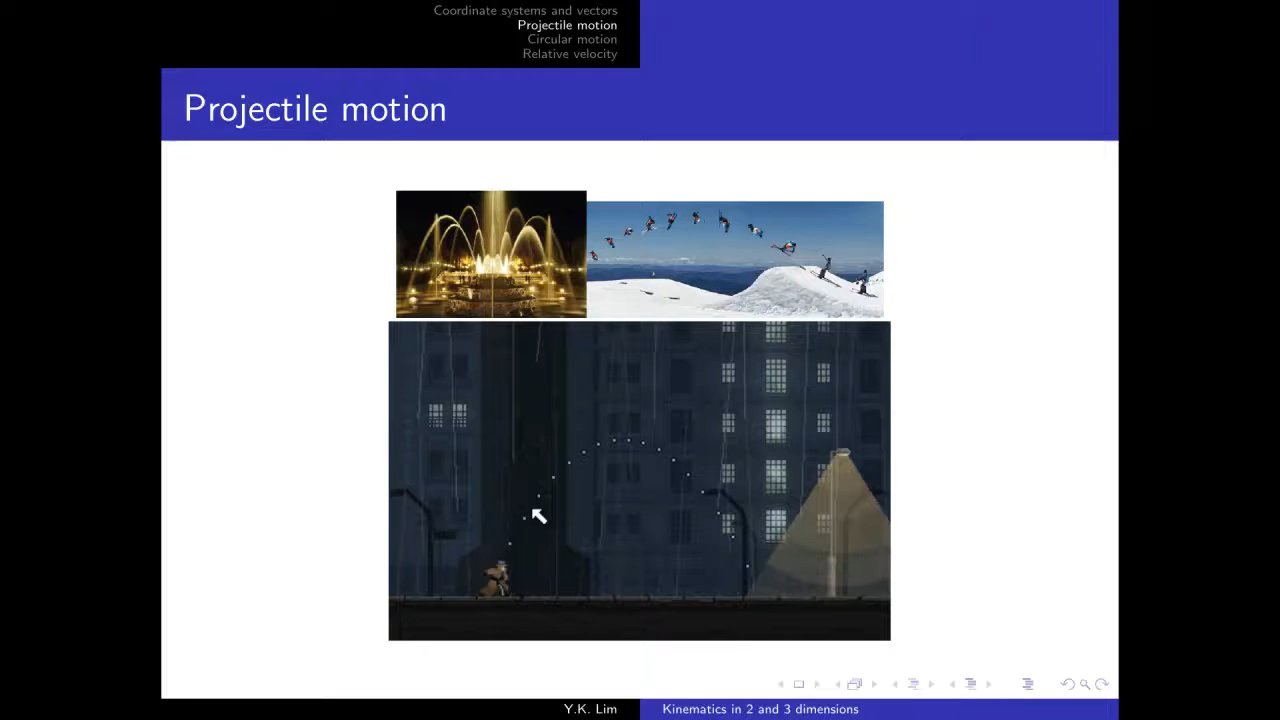 Coordinate systems and vectors
Projectile motion
Circular motion
Relative velocity
Projectile motion
Y.K. Lim
Kinematics in 2 and 3 dimensions